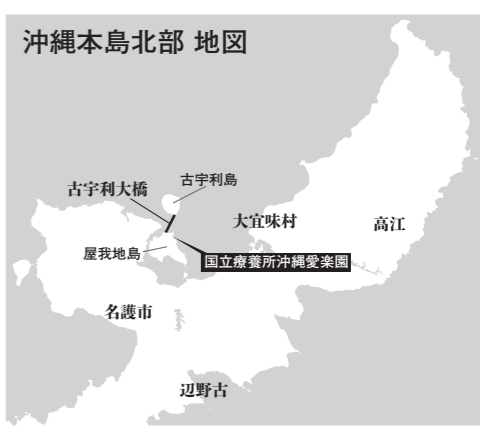 沖縄本島北部 地図
古宇利島
古宇利大橋
大宜味村
高江
屋我地島
国立療養所沖縄愛楽園
名護市
辺野古